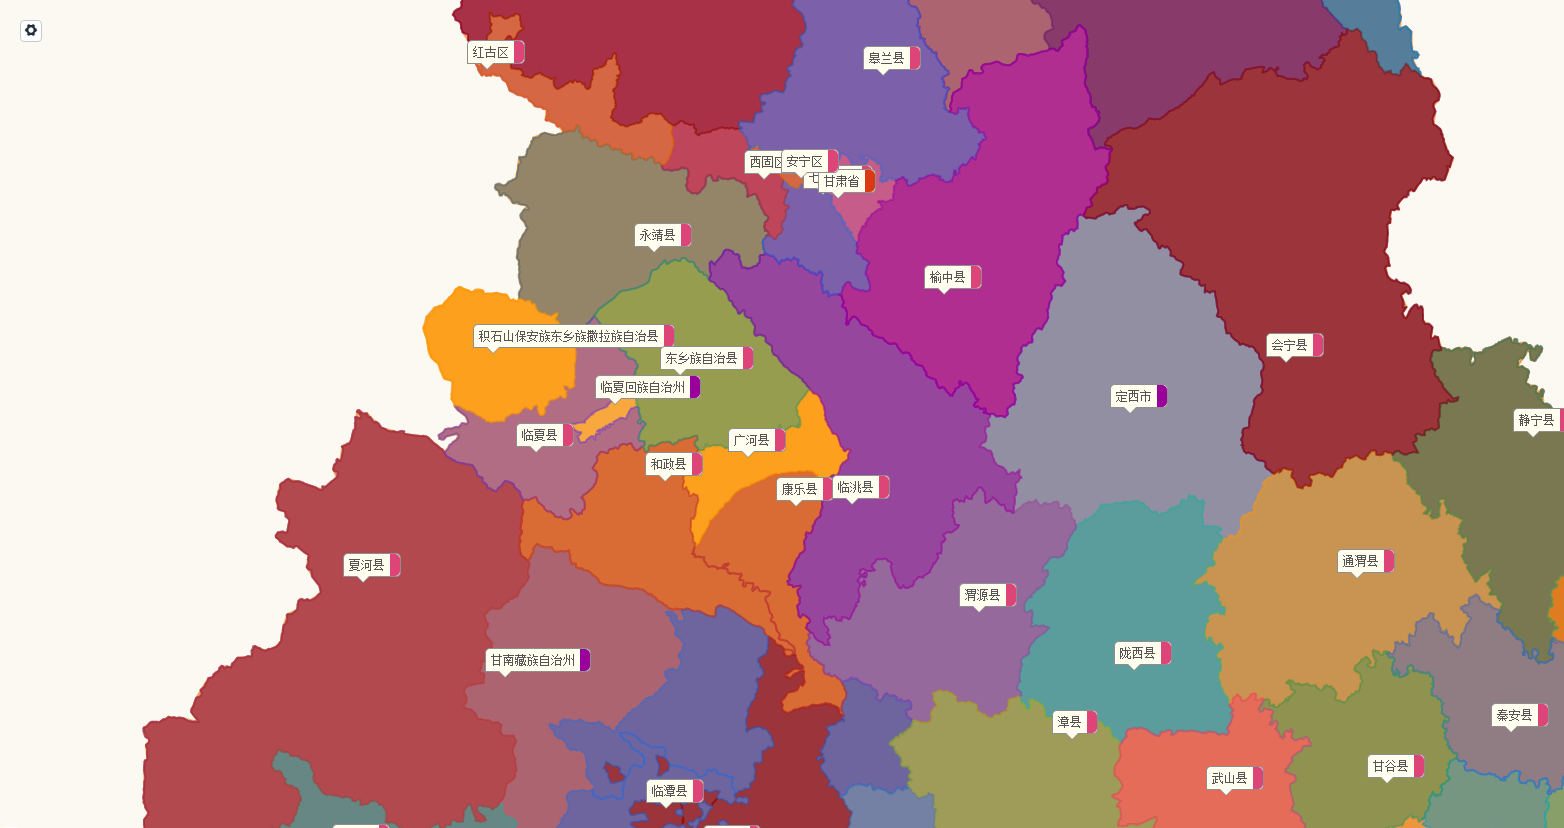 红古区
皋兰县
西固区
安宁区
甘肃省
永靖县
榆中县
积石山保安族东乡族撒拉族自治县
会宁县
东乡族自治县
临夏回族自治州
定西市
静宁县
临夏县
广河县
和政县
康乐县
临洮县
夏河县
通渭县
渭源县
陇西县
甘南藏族自治州
秦安县
漳县
甘谷县
武山县
临潭县